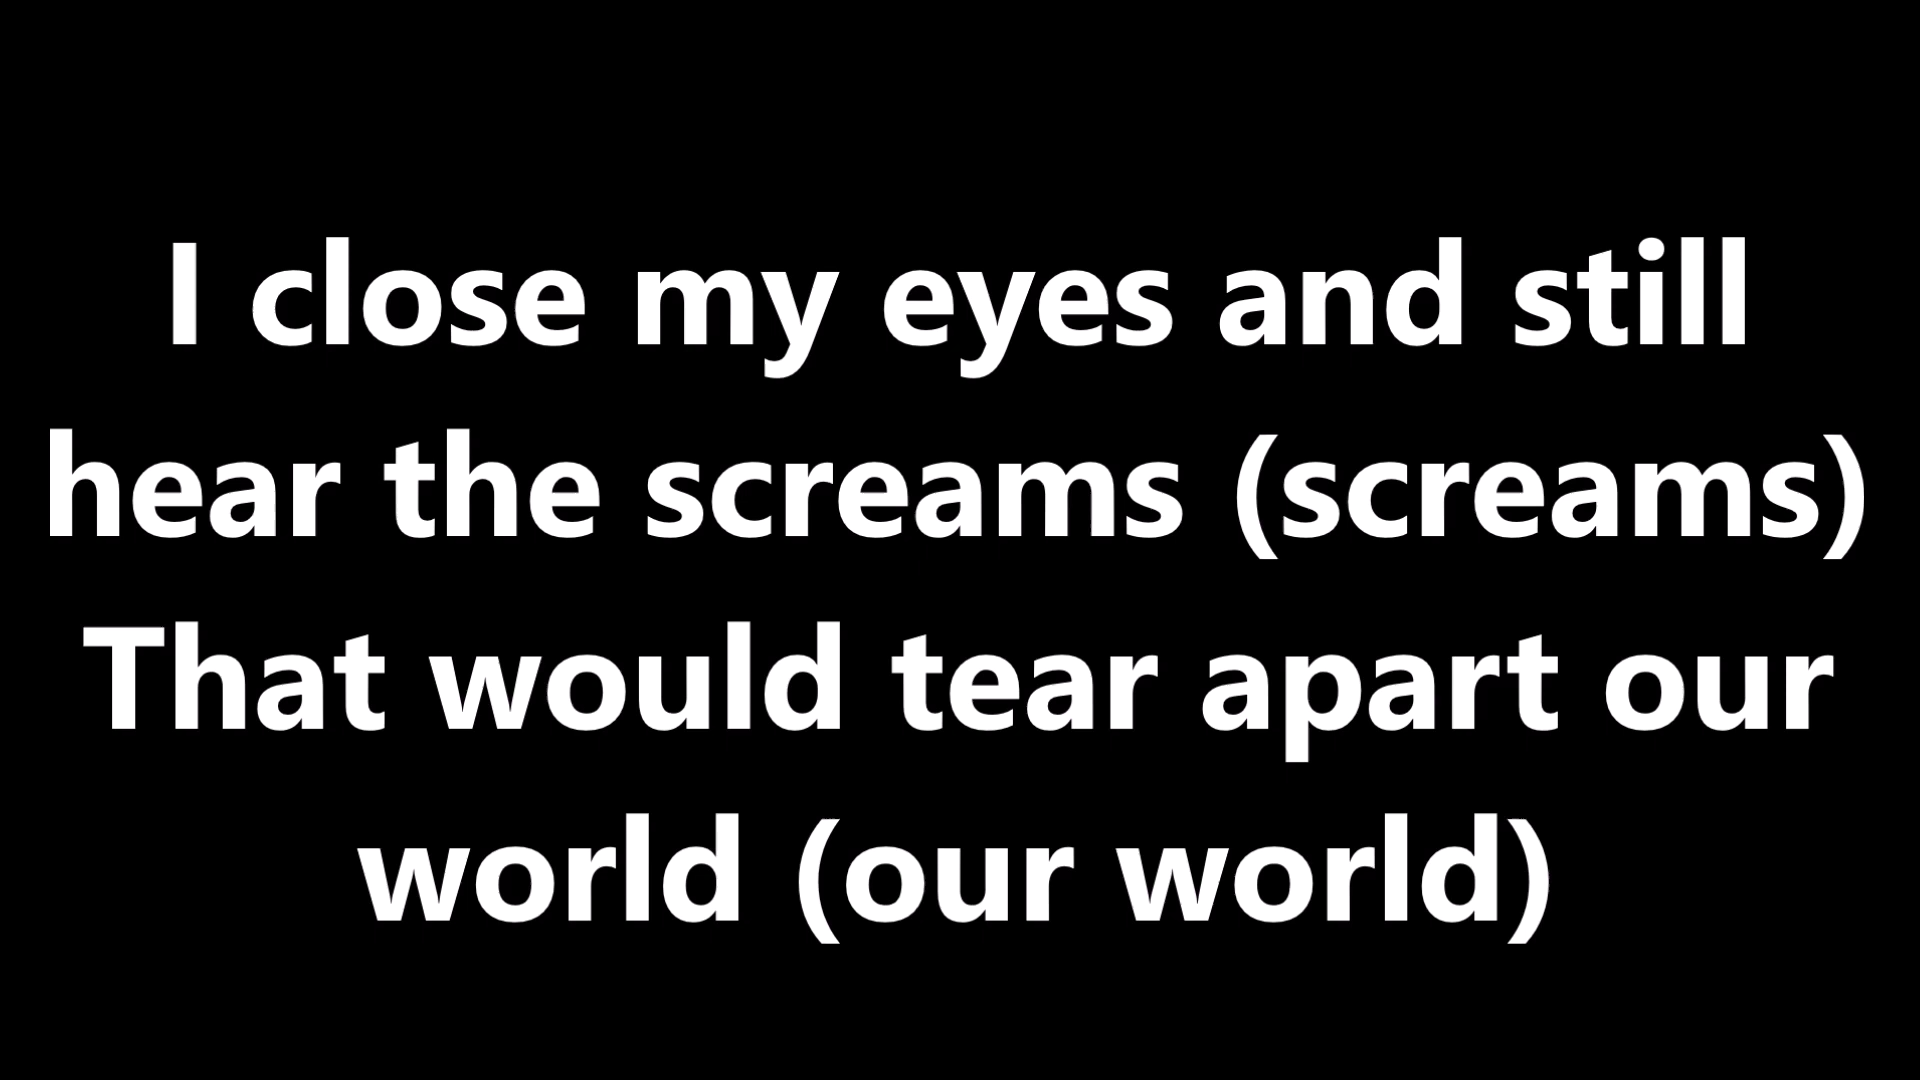 I close my eyes and still
hear the screams (screams)
That would tear apart our
world (our world)